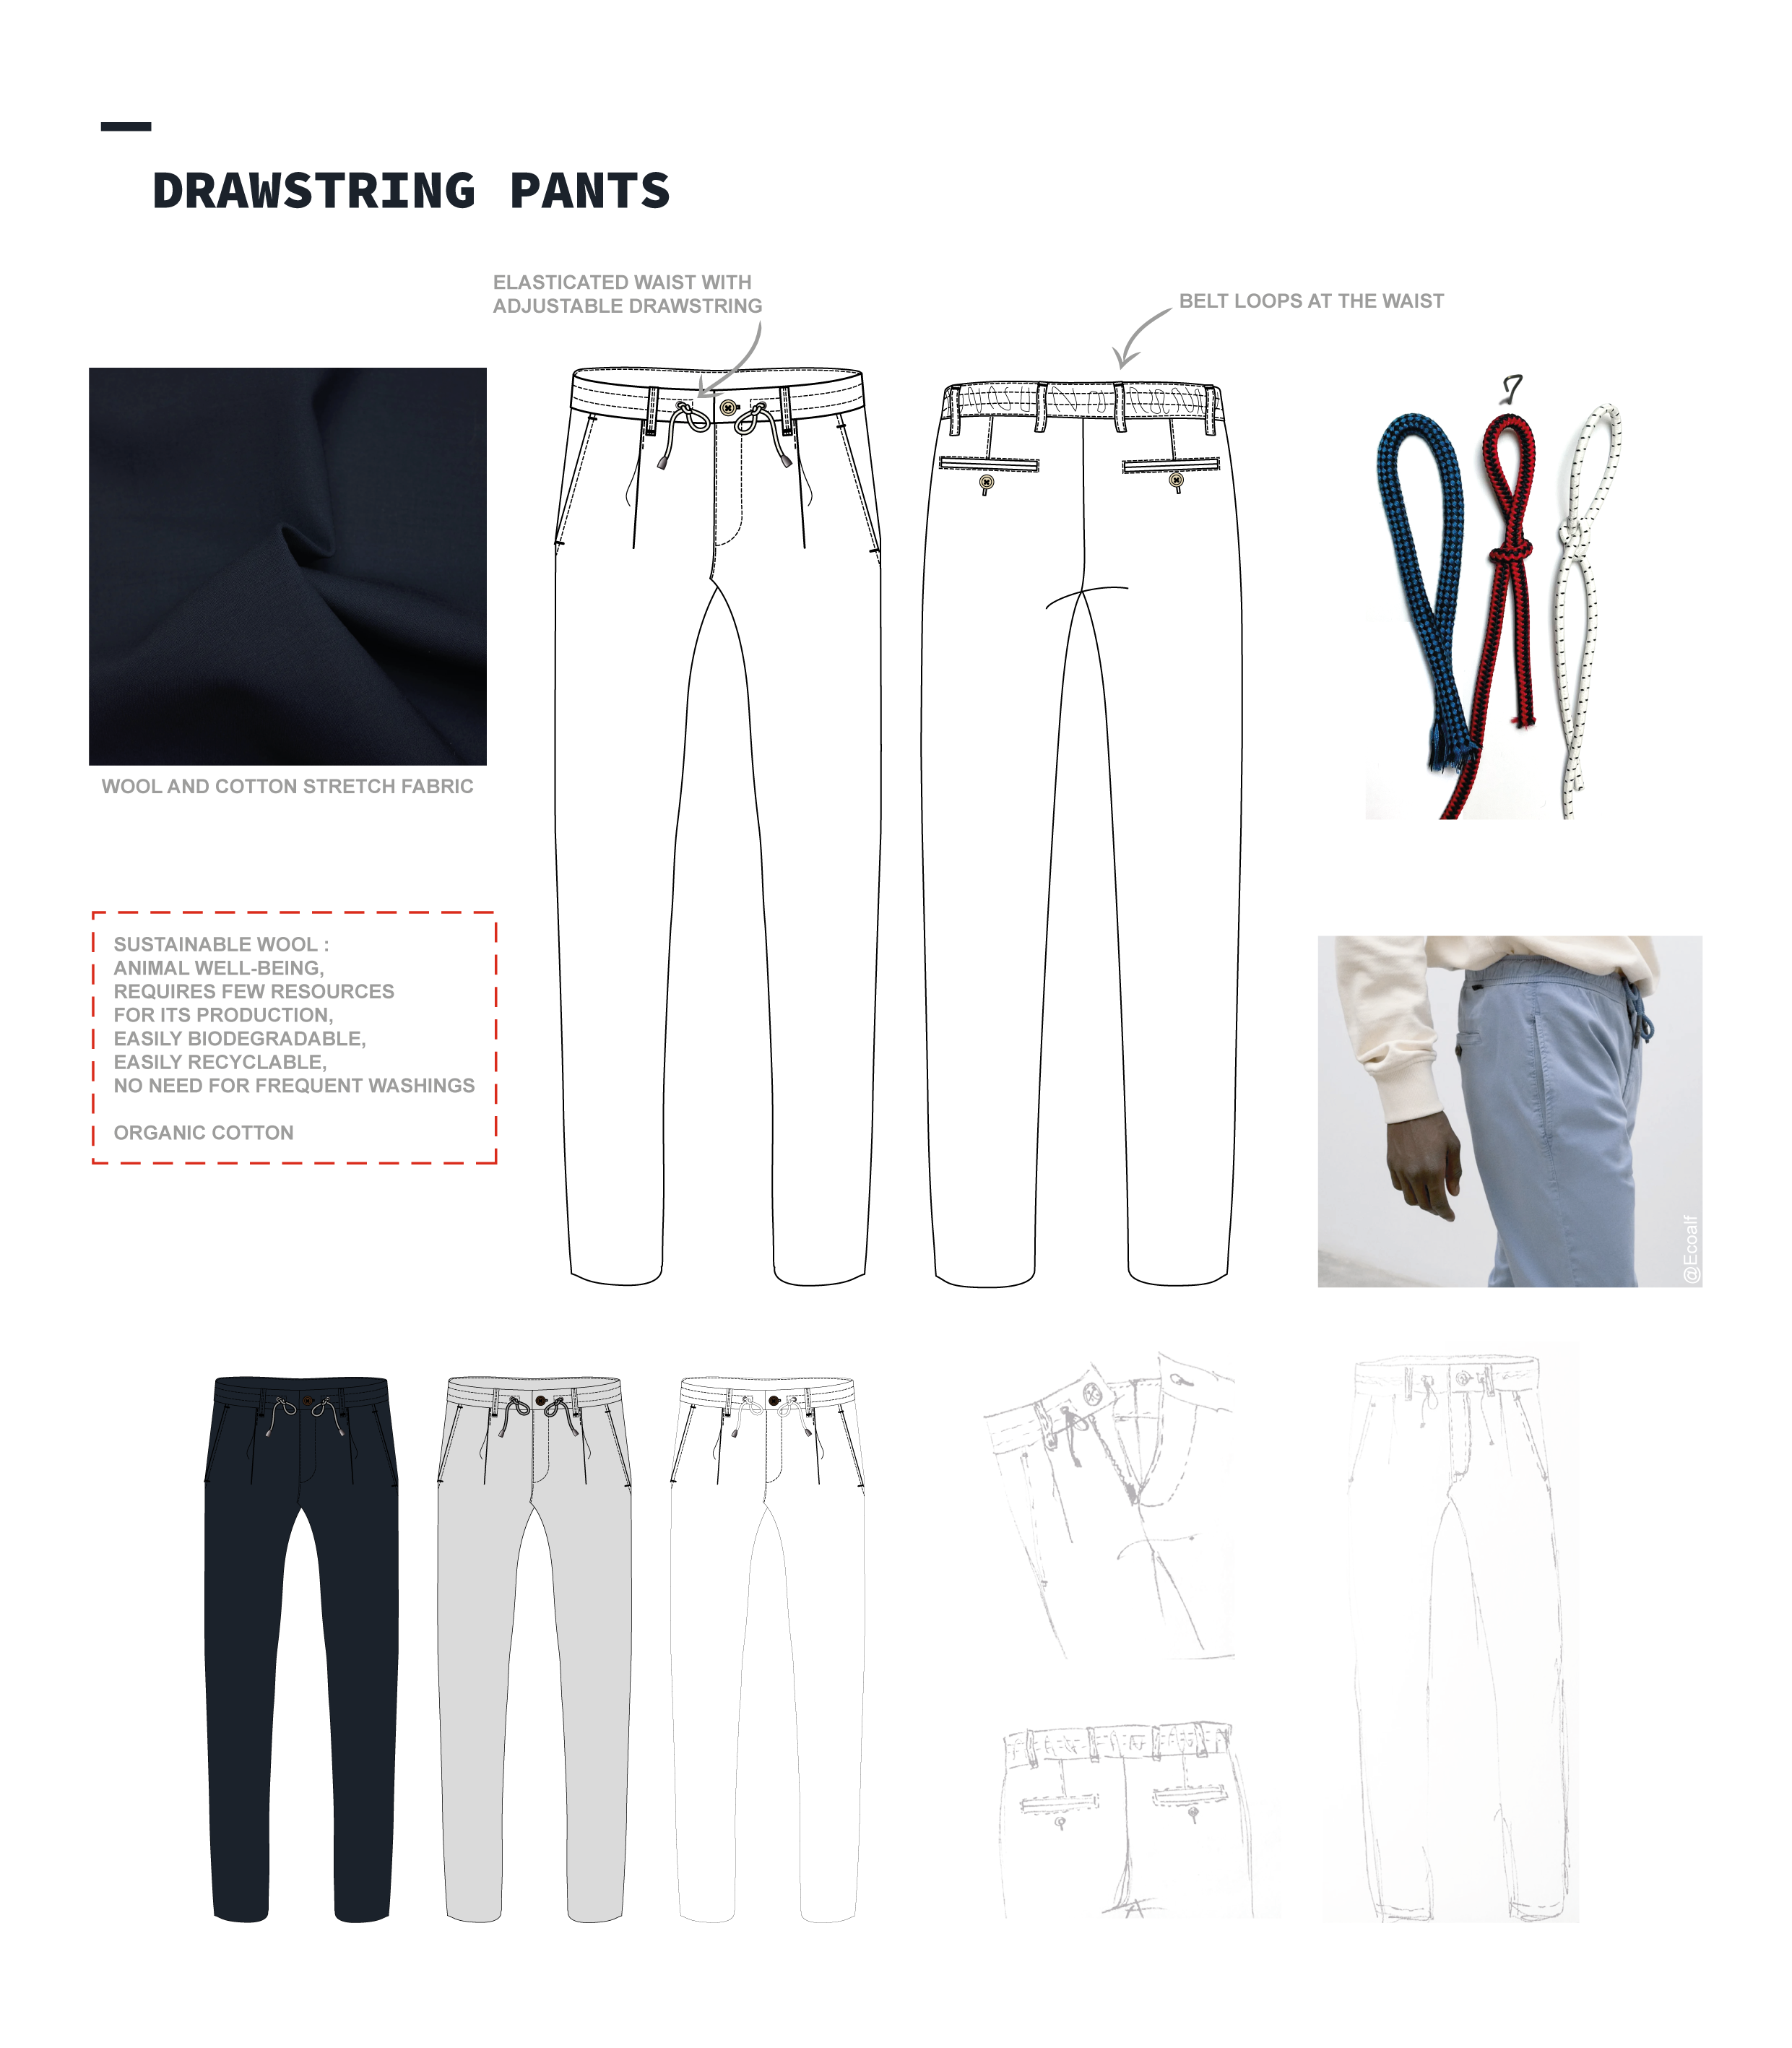 DRAWSTRING PANTS
ELASTICATED WAIST WITH
ADJUSTABLE DRAWSTRING
BELT LOOPS AT THE WAIST
WOOL AND COTTON STRETCH FABRIC
SUSTAINABLE WOOL :
ANIMAL WELL-BEING,
REQUIRES FEW RESOURCES
FOR ITS PRODUCTION,
EASILY BIODEGRADABLE,
EASILY RECYCLABLE,
NO NEED FOR FREQUENT WASHINGS
ORGANIC COTTON
@Ecoalf